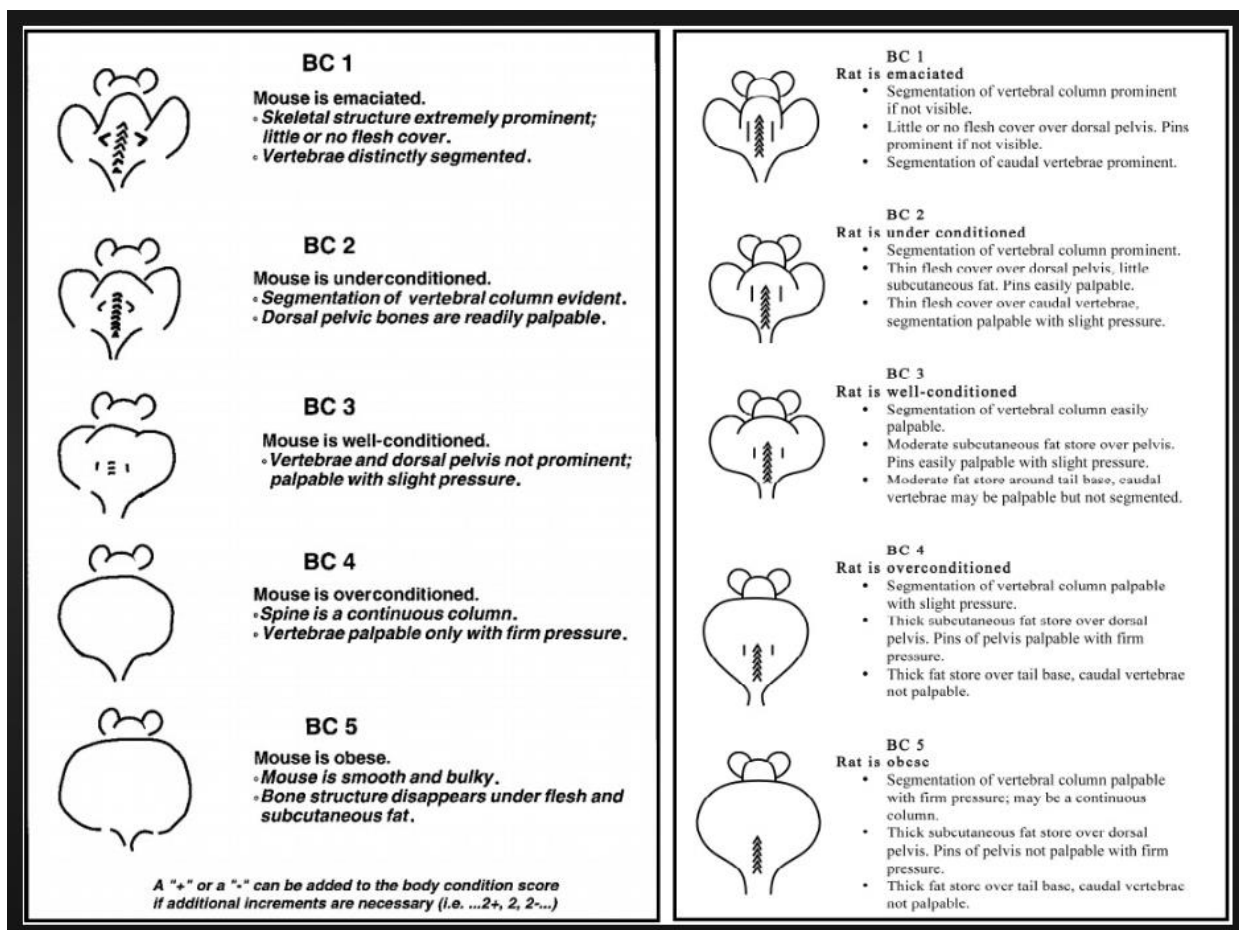 BC 1
Mouse is emaciated.
◦ Skeletal structure extremely prominent;
little or no flesh cover.
◦ Vertebrae distinctly segmented.
BC 2
Mouse is underconditioned.
◦ Segmentation of vertebral column evident.
◦ Dorsal pelvic bones are readily palpable.
BC 3
Mouse is well-conditioned.
◦ Vertebrae and dorsal pelvis not prominent;
palpable with slight pressure.
BC 4
Mouse is overconditioned.
◦ Spine is a continuous column.
◦ Vertebrae palpable only with firm pressure.
BC 5
Mouse is obese.
◦ Mouse is smooth and bulky.
◦ Bone structure disappears under flesh and
subcutaneous fat.
A "+" or a "-" can be added to the body condition score
if additional increments are necessary (i.e. ...2+, 2, 2-...)
BC 1
Rat is emaciated
• Segmentation of vertebral column prominent
if not visible.
• Little or no flesh cover over dorsal pelvis. Pins
prominent if not visible.
• Segmentation of caudal vertebrae prominent.
BC 2
Rat is under conditioned
• Segmentation of vertebral column prominent.
• Thin flesh cover over dorsal pelvis, little
subcutaneous fat. Pins easily palpable.
• Thin flesh cover over caudal vertebrae,
segmentation palpable with slight pressure.
BC 3
Rat is well-conditioned
• Segmentation of vertebral column easily
palpable.
• Moderate subcutaneous fat store over pelvis.
Pins easily palpable with slight pressure.
• Moderate fat store around tail base, caudal
vertebrae may be palpable but not segmented.
BC 4
Rat is overconditioned
• Segmentation of vertebral column palpable
with slight pressure.
• Thick subcutaneous fat store over dorsal
pelvis. Pins of pelvis palpable with firm
pressure.
• Thick fat store over tail base, caudal vertebrae
not palpable.
BC 5
Rat is obese
• Segmentation of vertebral column palpable
with firm pressure; may be a continuous
column.
• Thick subcutaneous fat store over dorsal
pelvis. Pins of pelvis not palpable with firm
pressure.
• Thick fat store over tail base, caudal vertebrae
not palpable.